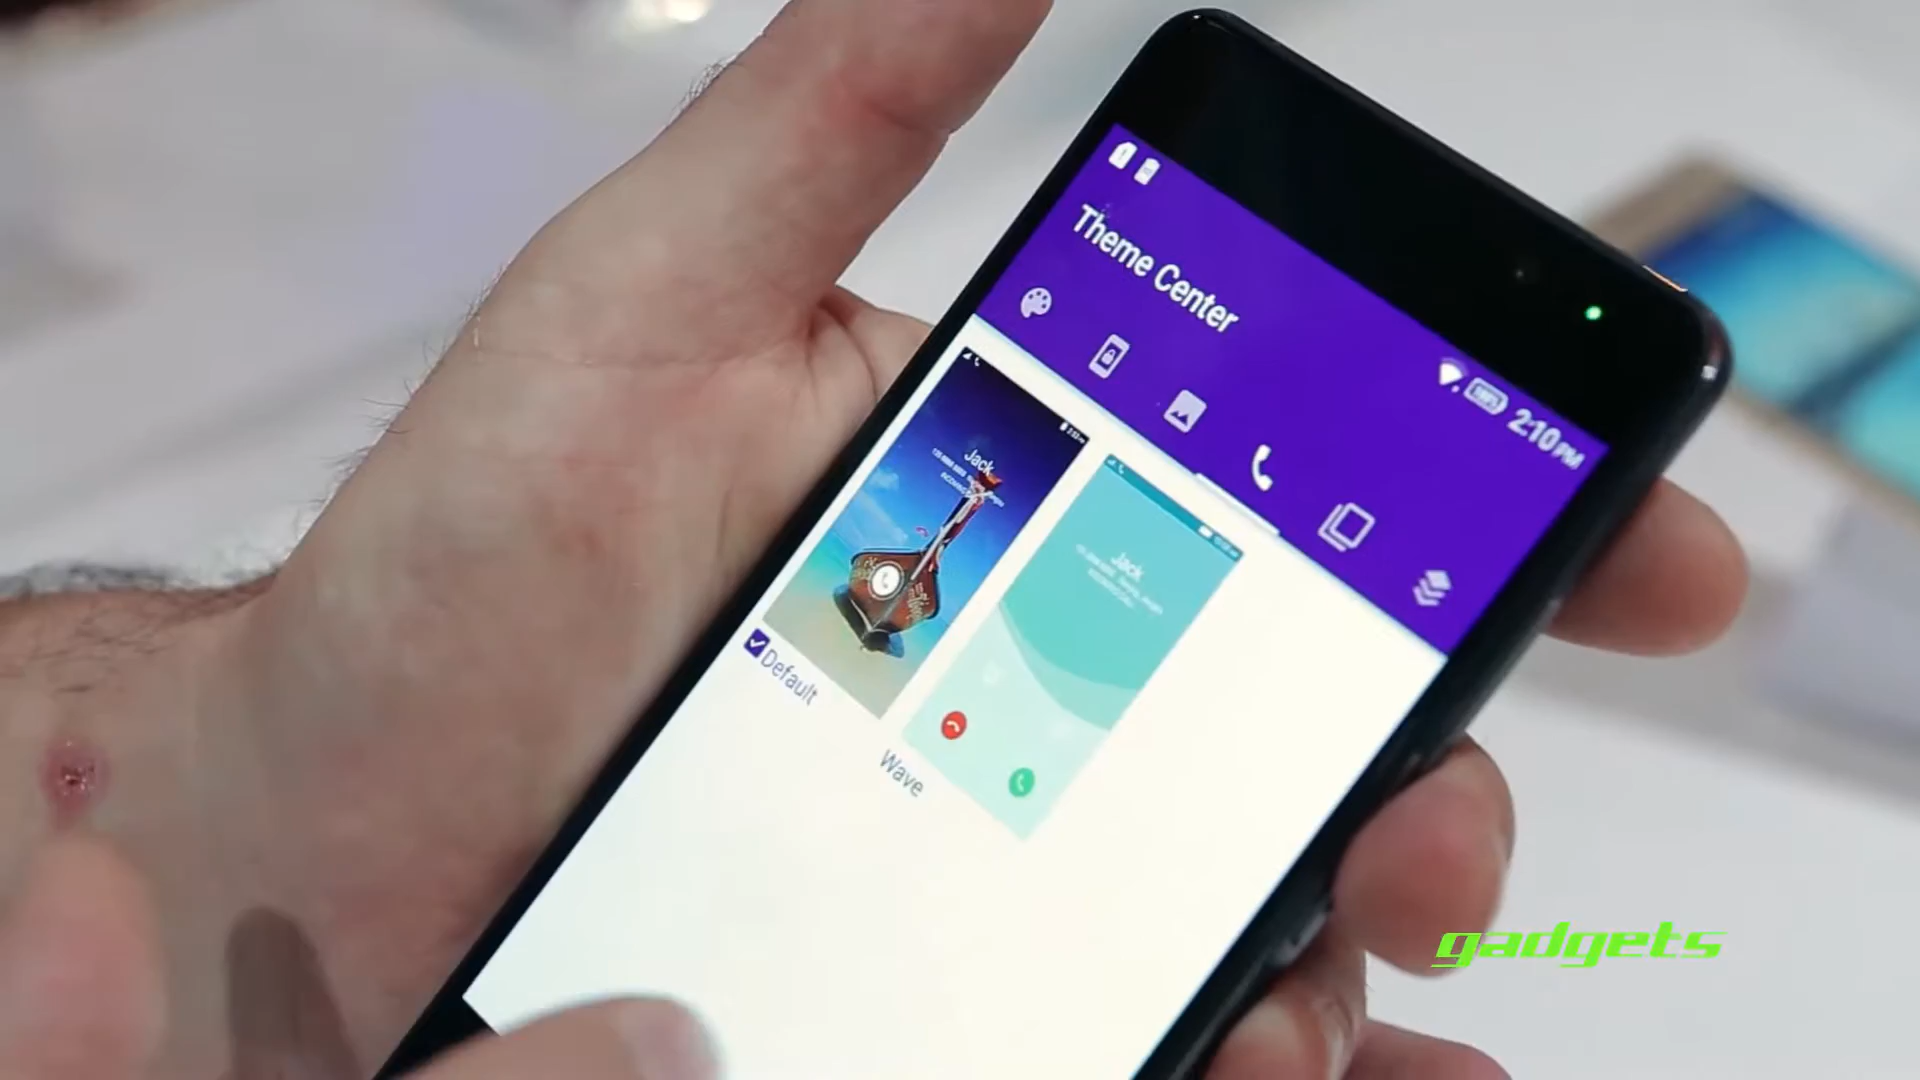 2:10 PM
Theme Center
Jack
Default
Jack
Wave
gadgets